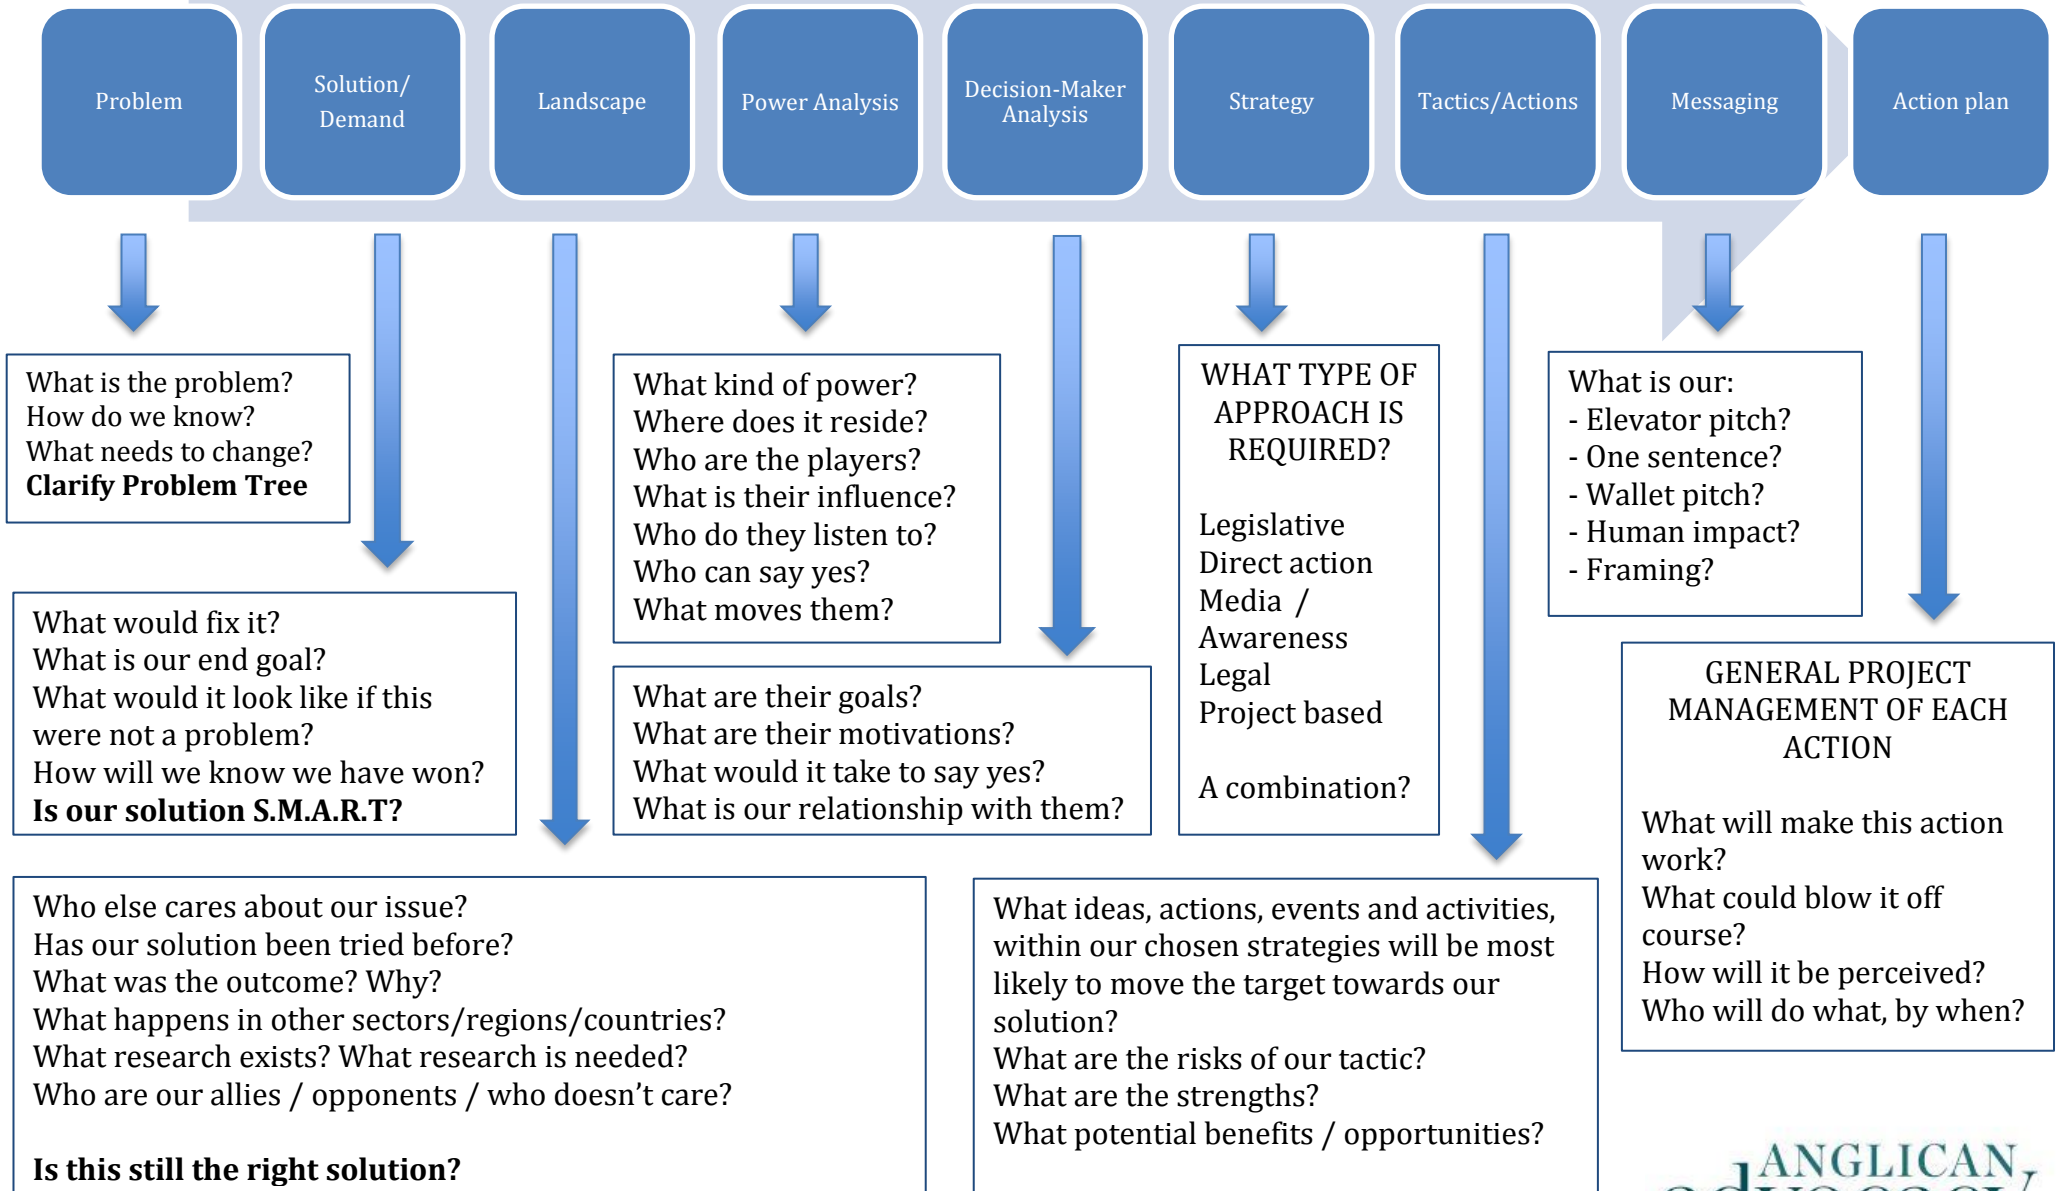 Problem
Solution/
Demand
Landscape
Power Analysis
Decision-Maker
Analysis
Strategy
Tactics/Actions
Messaging
Action plan
What is the problem?
How do we know?
What needs to change?
Clarify Problem Tree
What would fix it?
What is our end goal?
What would it look like if this
were not a problem?
How will we know we have won?
Is our solution S.M.A.R.T?
Who else cares about our issue?
Has our solution been tried before?
What was the outcome? Why?
What happens in other sectors/regions/countries?
What research exists? What research is needed?
Who are our allies / opponents / who doesn’t care?
Is this still the right solution?
What kind of power?
Where does it reside?
Who are the players?
What is their influence?
Who do they listen to?
Who can say yes?
What moves them?
What are their goals?
What are their motivations?
What would it take to say yes?
What is our relationship with them?
WHAT TYPE OF
APPROACH IS
REQUIRED?
Legislative
Direct action
Media  /
Awareness
Legal
Project based
A combination?
What ideas, actions, events and activities,
within our chosen strategies will be most
likely to move the target towards our
solution?
What are the risks of our tactic?
What are the strengths?
What potential benefits / opportunities?
What is our:
- Elevator pitch?
- One sentence?
- Wallet pitch?
- Human impact?
- Framing?
GENERAL PROJECT
MANAGEMENT OF EACH
ACTION
What will make this action
work?
What could blow it off
course?
How will it be perceived?
Who will do what, by when?
ANGLICAN
advocacy